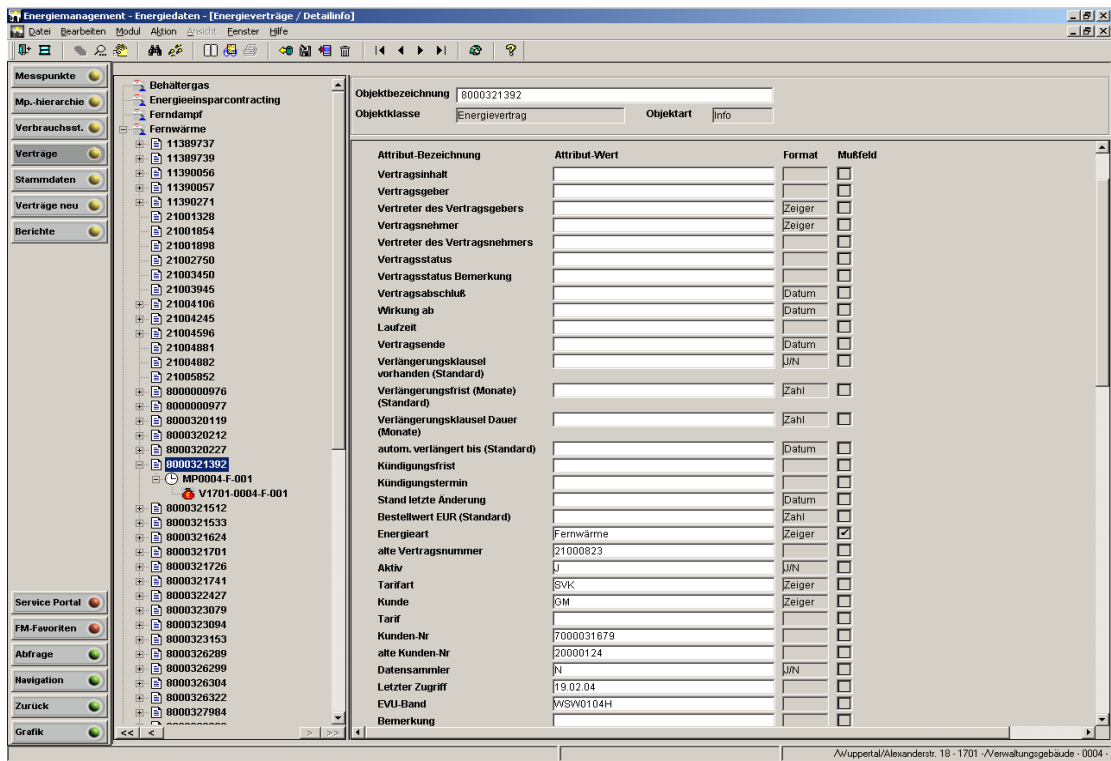 Energiemanagement - Energiedaten - [Energieverträge / Detailinfo]
Datei Bearbeiten Modul Aktion Ansicht Fenster Hilfe
Messpunkte
Mp.-hierarchie
Verbrauchsst.
Verträge
Stammdaten
Verträge neu
Berichte
Service Portal
FM-Favoriten
Abfrage
Navigation
Zurück
Grafik
Behältergas
Energieeinsparcontracting
Ferndampf
Fernwärme
11389737
11389739
11390056
11390057
11390271
21001328
21001854
21001898
21002750
21003450
21003945
21004106
21004245
21004596
21004881
21004882
21005852
8000000976
8000000977
8000320119
8000320212
8000320227
8000321392
MP0004-F-001
V1701-0004-F-001
8000321512
8000321533
8000321624
8000321701
8000321726
8000321741
8000322427
8000323079
8000323094
8000323153
8000326289
8000326299
8000326304
8000326322
8000327984
<< < > >>
Objektbezeichnung 8000321392
Objektklasse Energievertrag Objektart Info
Attribut-Bezeichnung Attribut-Wert Format Mußfeld
Vertragsinhalt
Vertragsgeber
Vertreter des Vertragsgebers Zeiger
Vertragsnehmer Zeiger
Vertreter des Vertragsnehmers
Vertragsstatus
Vertragsstatus Bemerkung
Vertragsabschluß Datum
Wirkung ab Datum
Laufzeit
Vertragsende Datum
Verlängerungsklausel J/N
vorhanden (Standard)
Verlängerungsfrist (Monate) Zahl
(Standard)
Verlängerungsklausel Dauer Zahl
(Monate)
autom. verlängert bis (Standard) Datum
Kündigungsfrist
Kündigungstermin
Stand letzte Änderung Datum
Bestellwert EUR (Standard) Zahl
Energieart Fernwärme Zeiger
alte Vertragsnummer 21000823
Aktiv J J/N
Tarifart SVK Zeiger
Kunde GM Zeiger
Tarif
Kunden-Nr 7000031679
alte Kunden-Nr 20000124
Datensammler N J/N
Letzter Zugriff 19.02.04
EVU-Band WSW0104H
Bemerkung
/Wuppertal/Alexanderstr. 18 - 1701 -/Verwaltungsgebäude - 0004 -